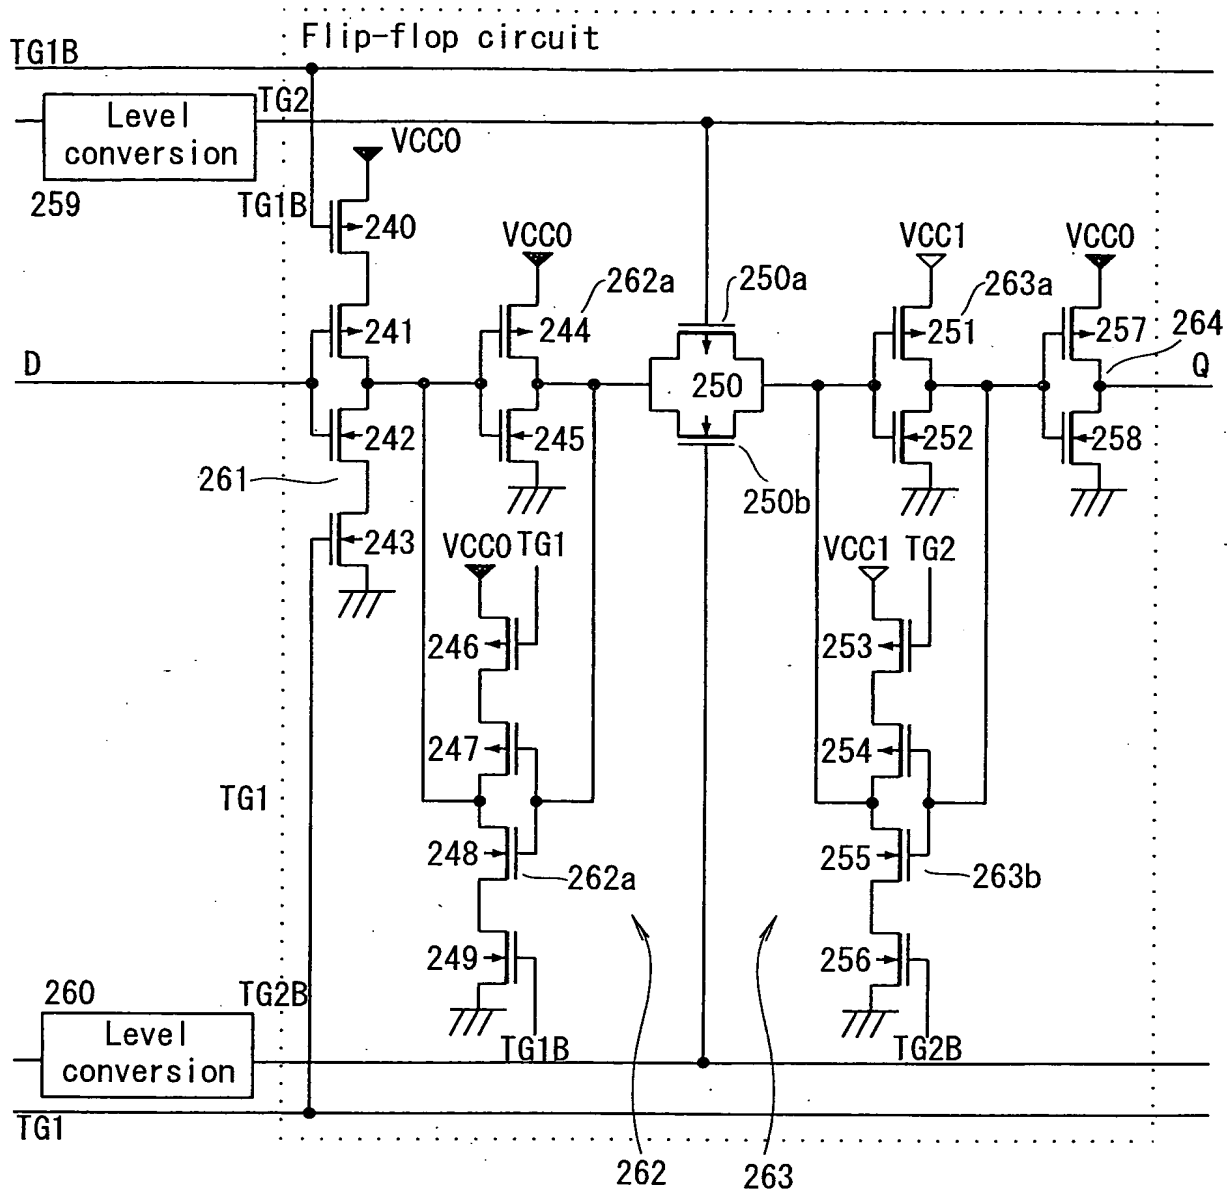 Flip-flop circuit
TG1B
TG2
Level
conversion
259
VCC0
TG1B
240
VCC0
262a
250a
VCC1
263a
VCC0
241
244
251
257
264
D
250
Q
242
245
252
258
261
250b
243
VCC0
TG1
VCC1
TG2
246
253
247
254
TG1
248
262a
255
263b
249
256
260
TG2B
Level
conversion
TG1B
TG2B
TG1
262
263